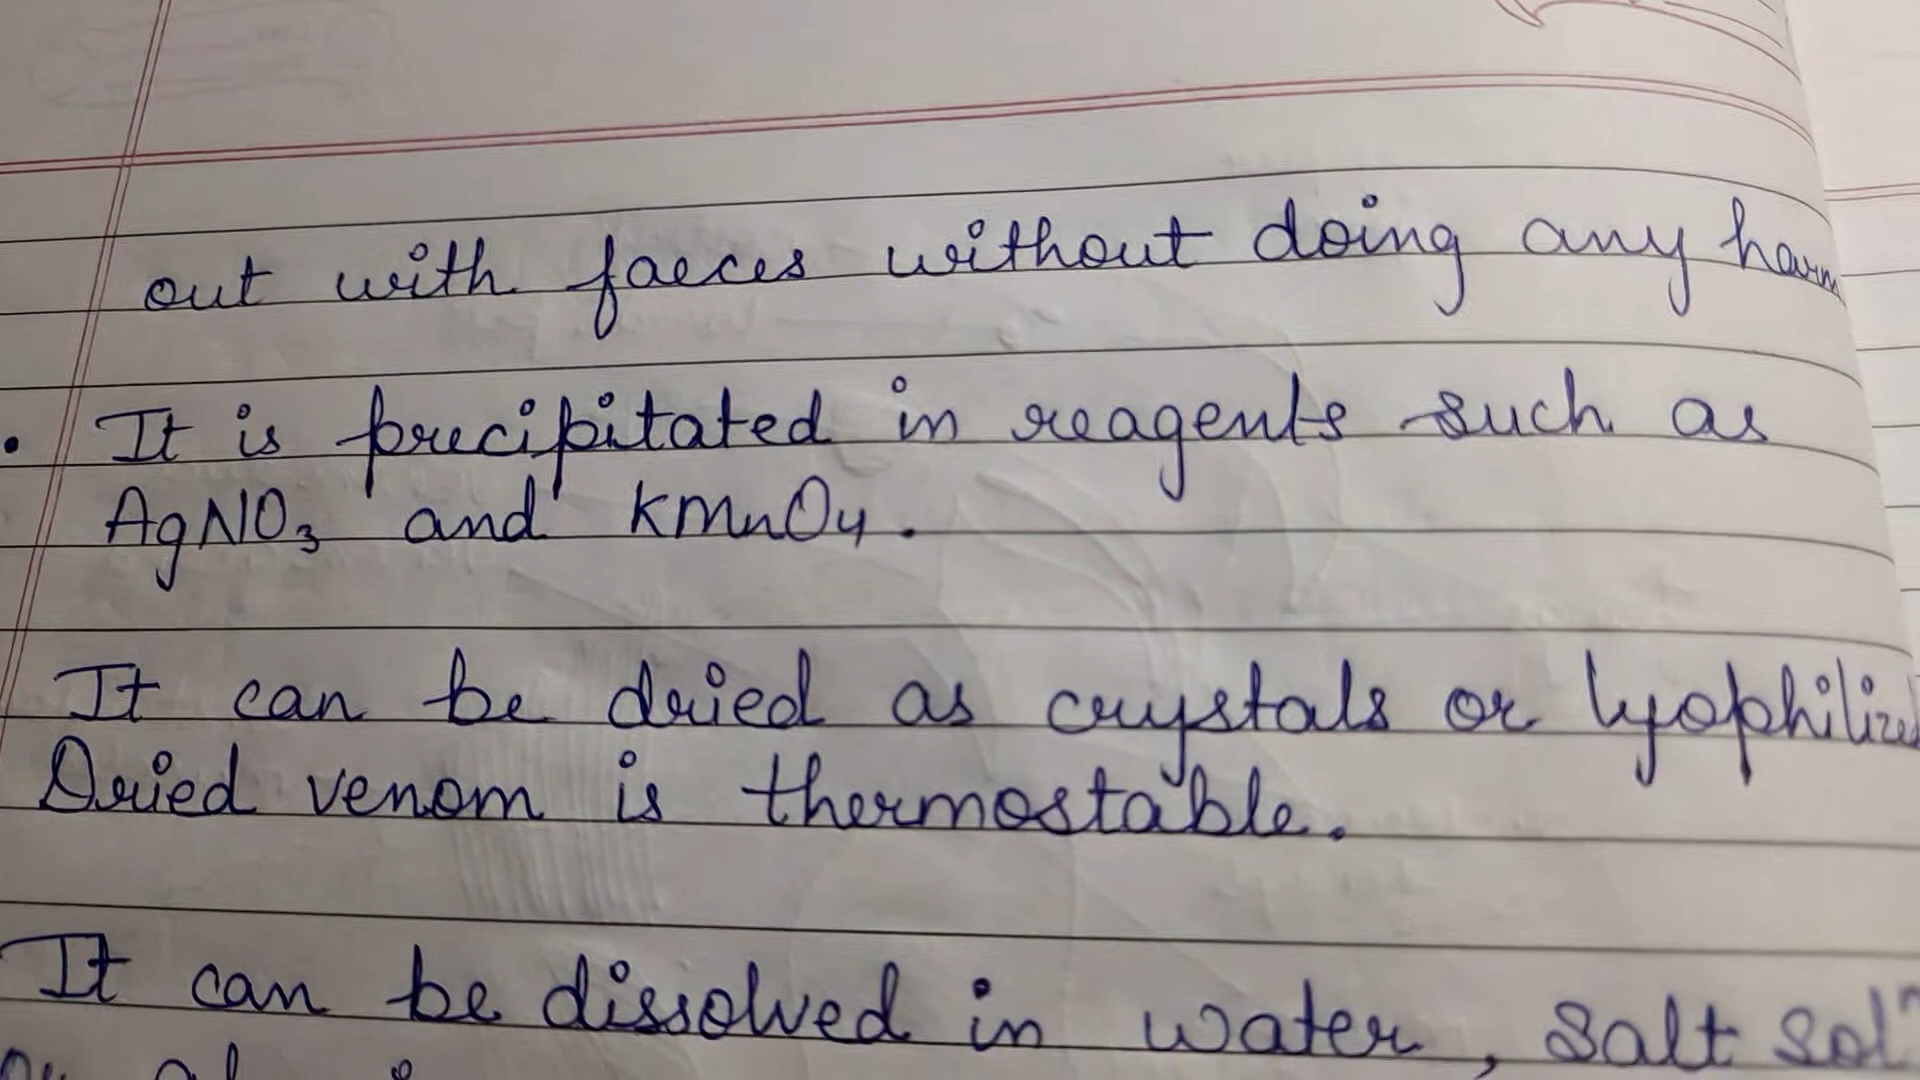 out with faeces without doing any harm
• It is precipitated in reagents such as
AgNO₃ and KMnO₄.
It can be dried as crystals or lyophilized
Dried venom is thermostable.
It can be dissolved in water, salt solⁿ